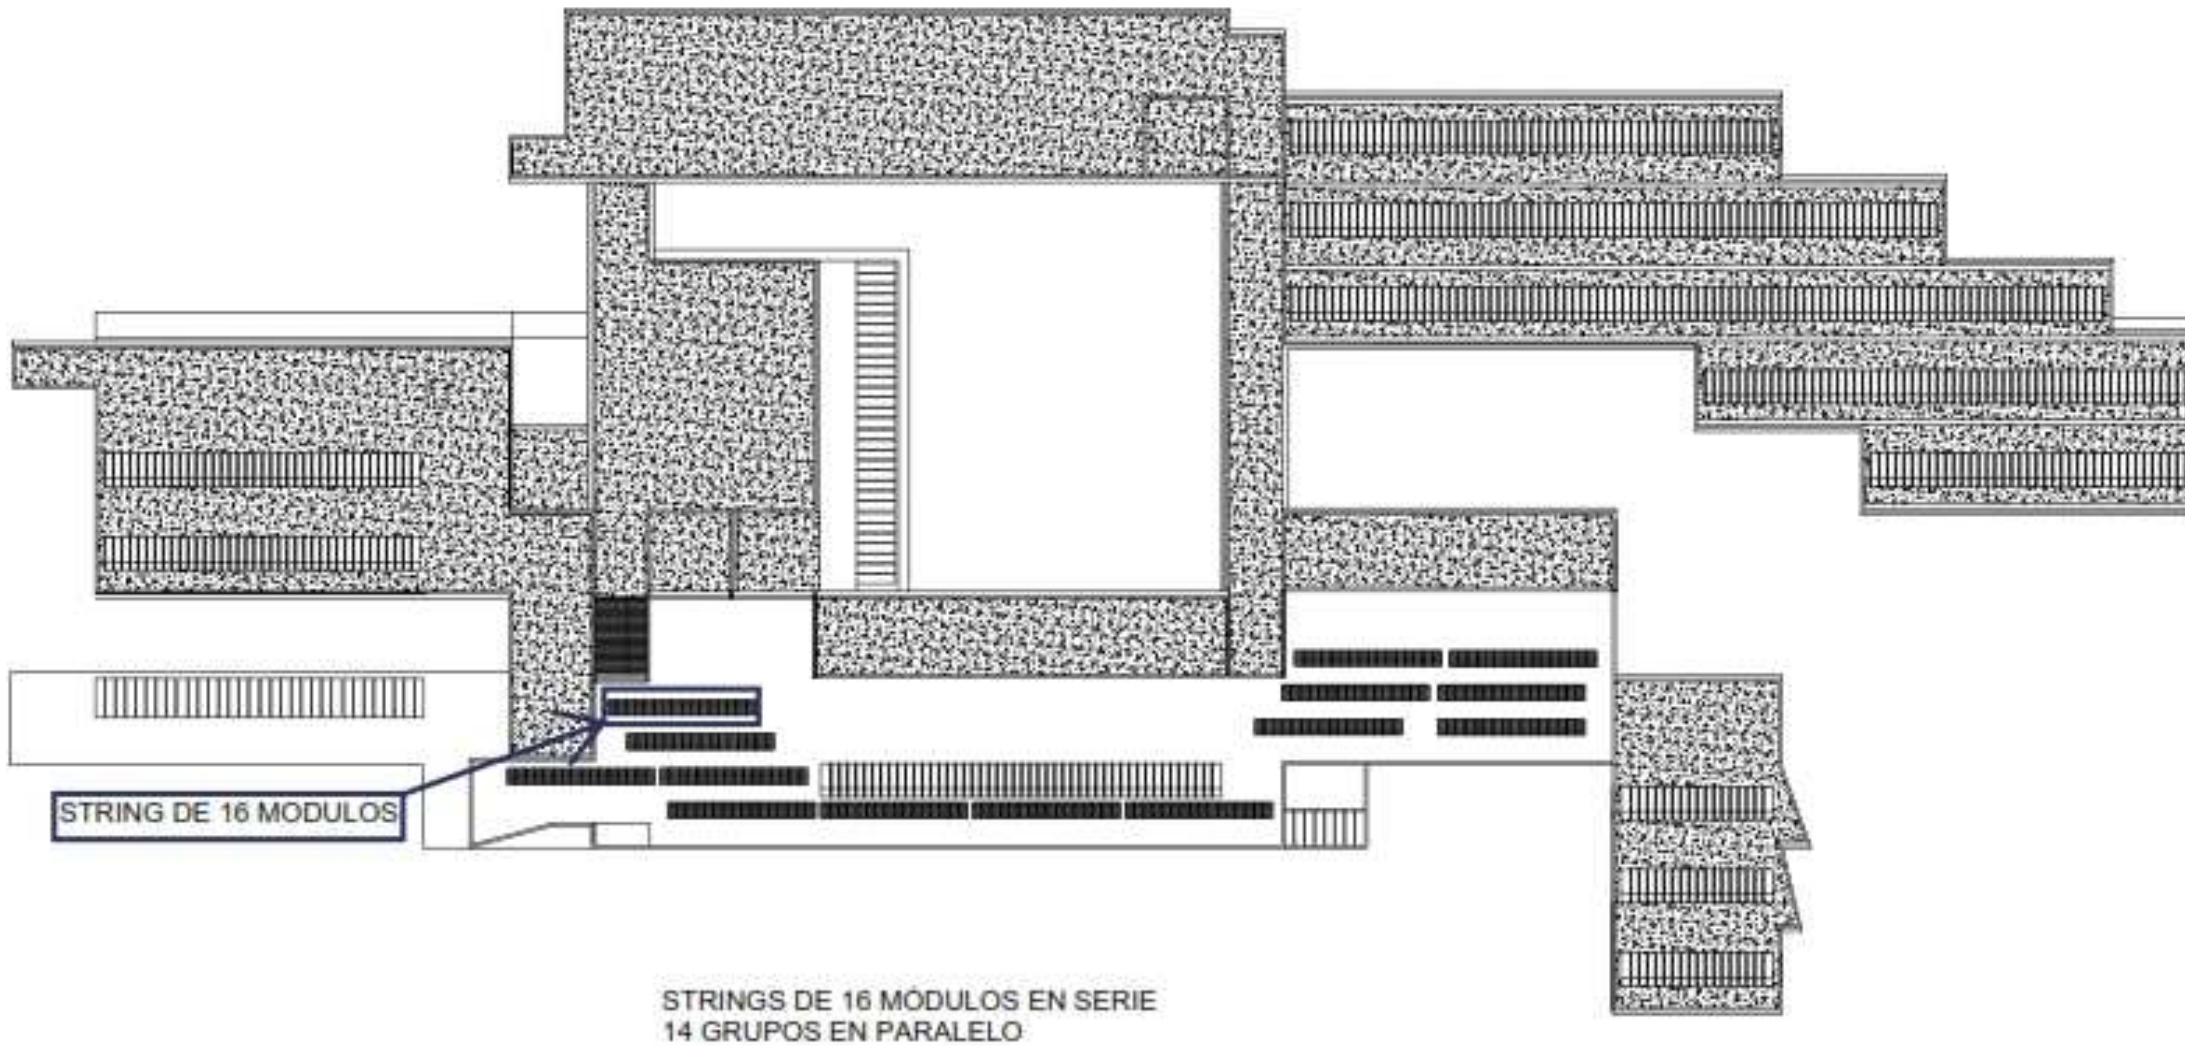 STRING DE 16 MODULOS
STRINGS DE 16 MÓDULOS EN SERIE
14 GRUPOS EN PARALELO